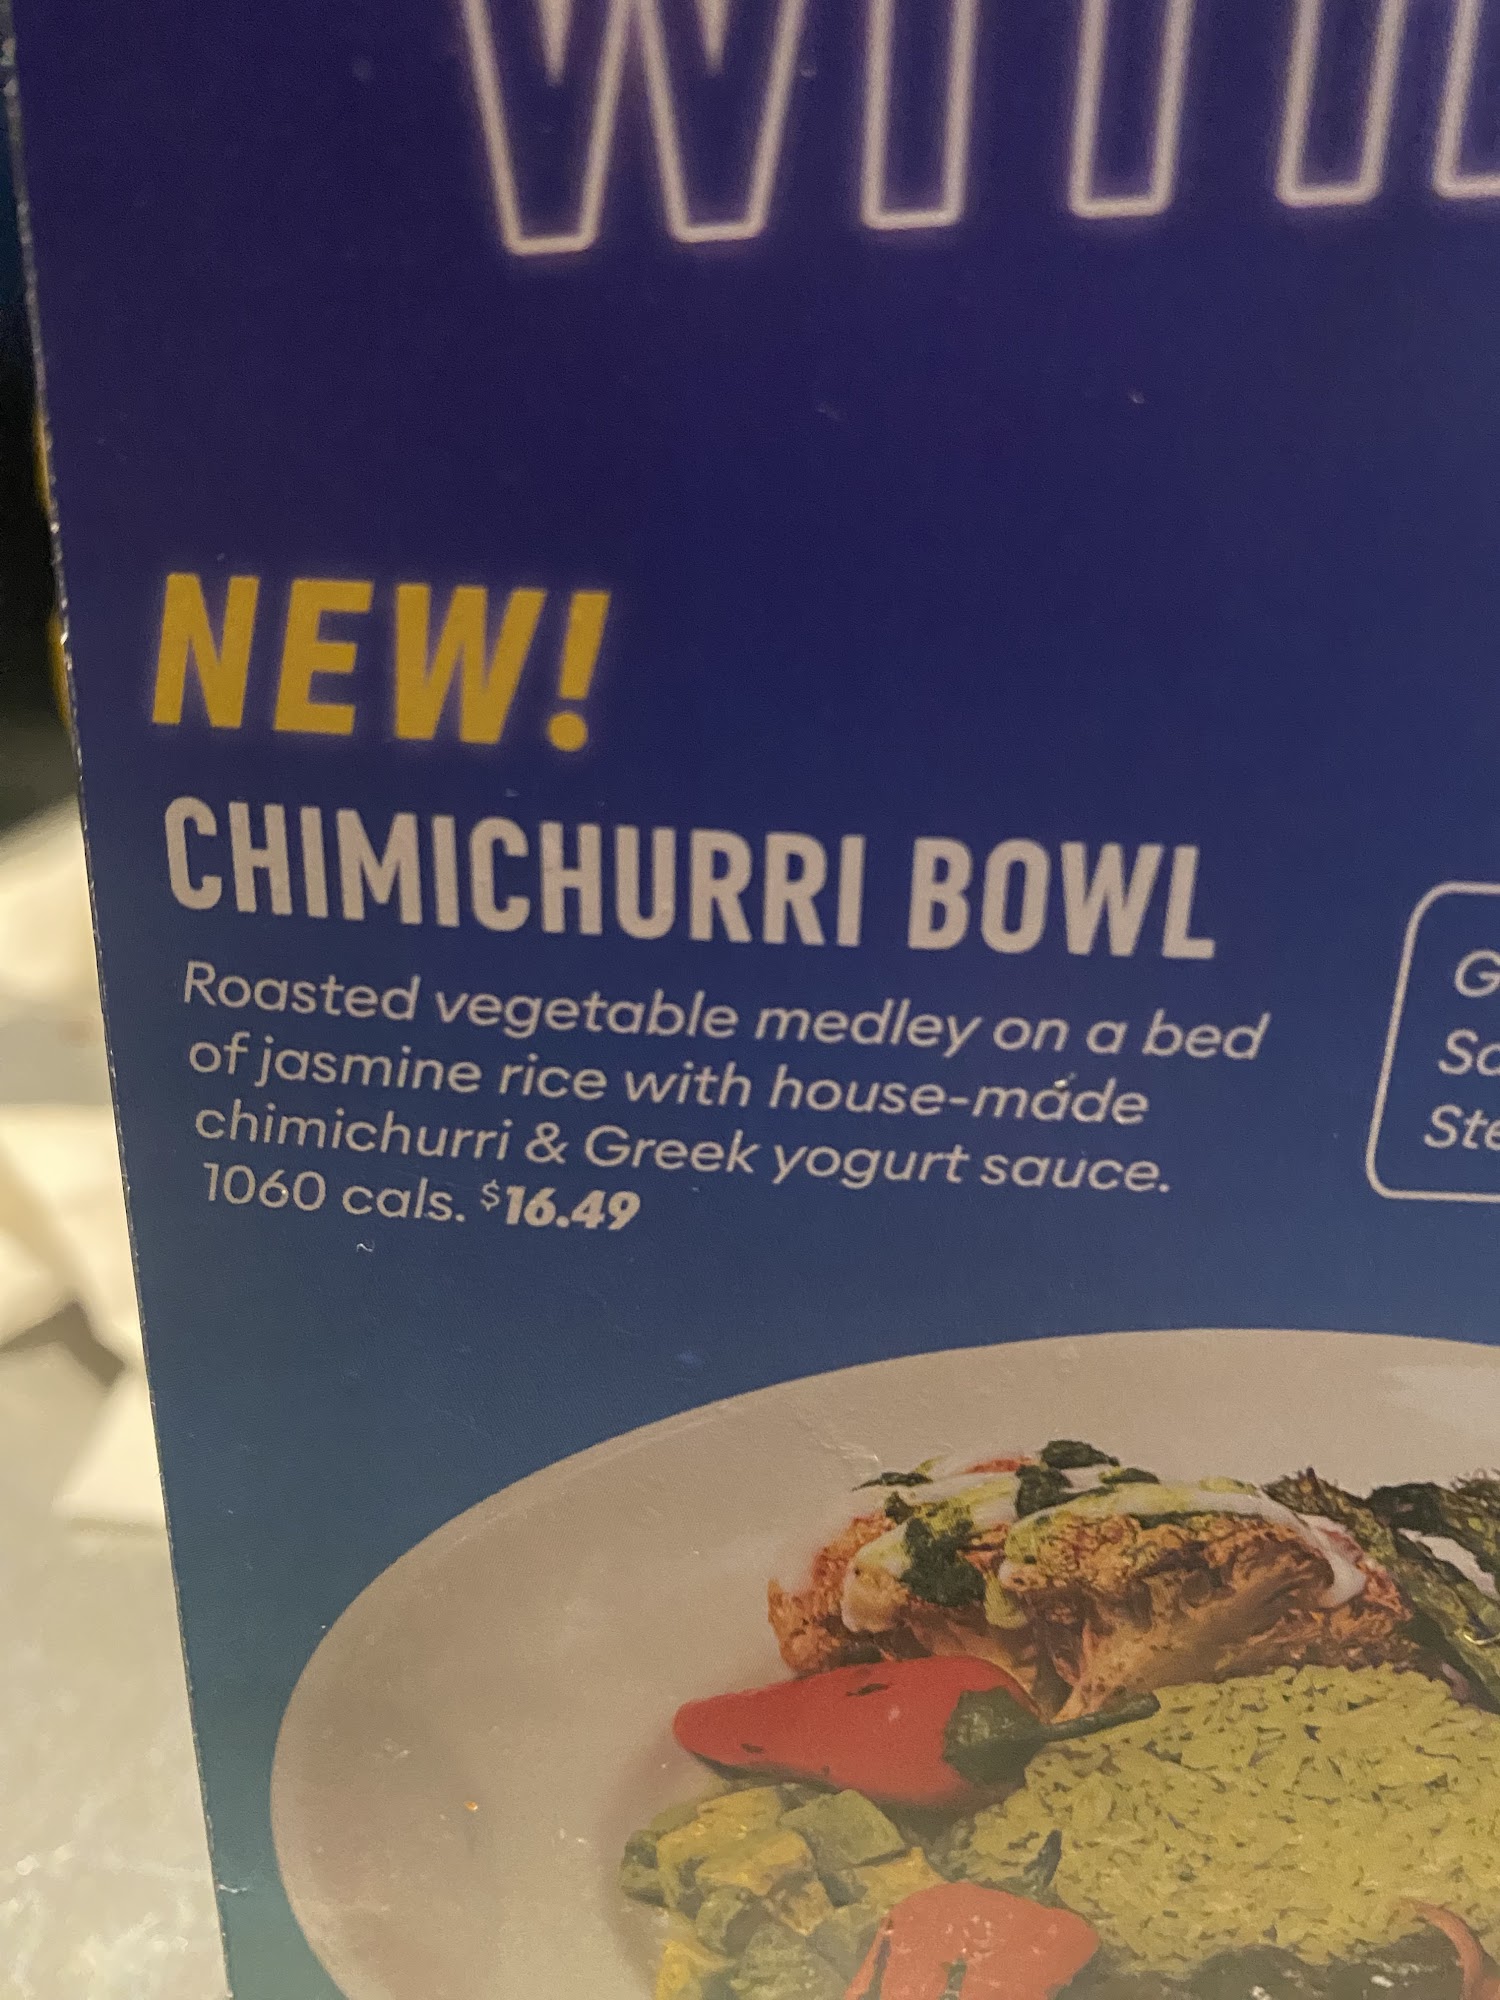 NEW!
CHIMICHURRI BOWL
Roasted vegetable medley on a bed
of jasmine rice with house-made
chimichurri & Greek yogurt sauce.
1060 cals. $16.49